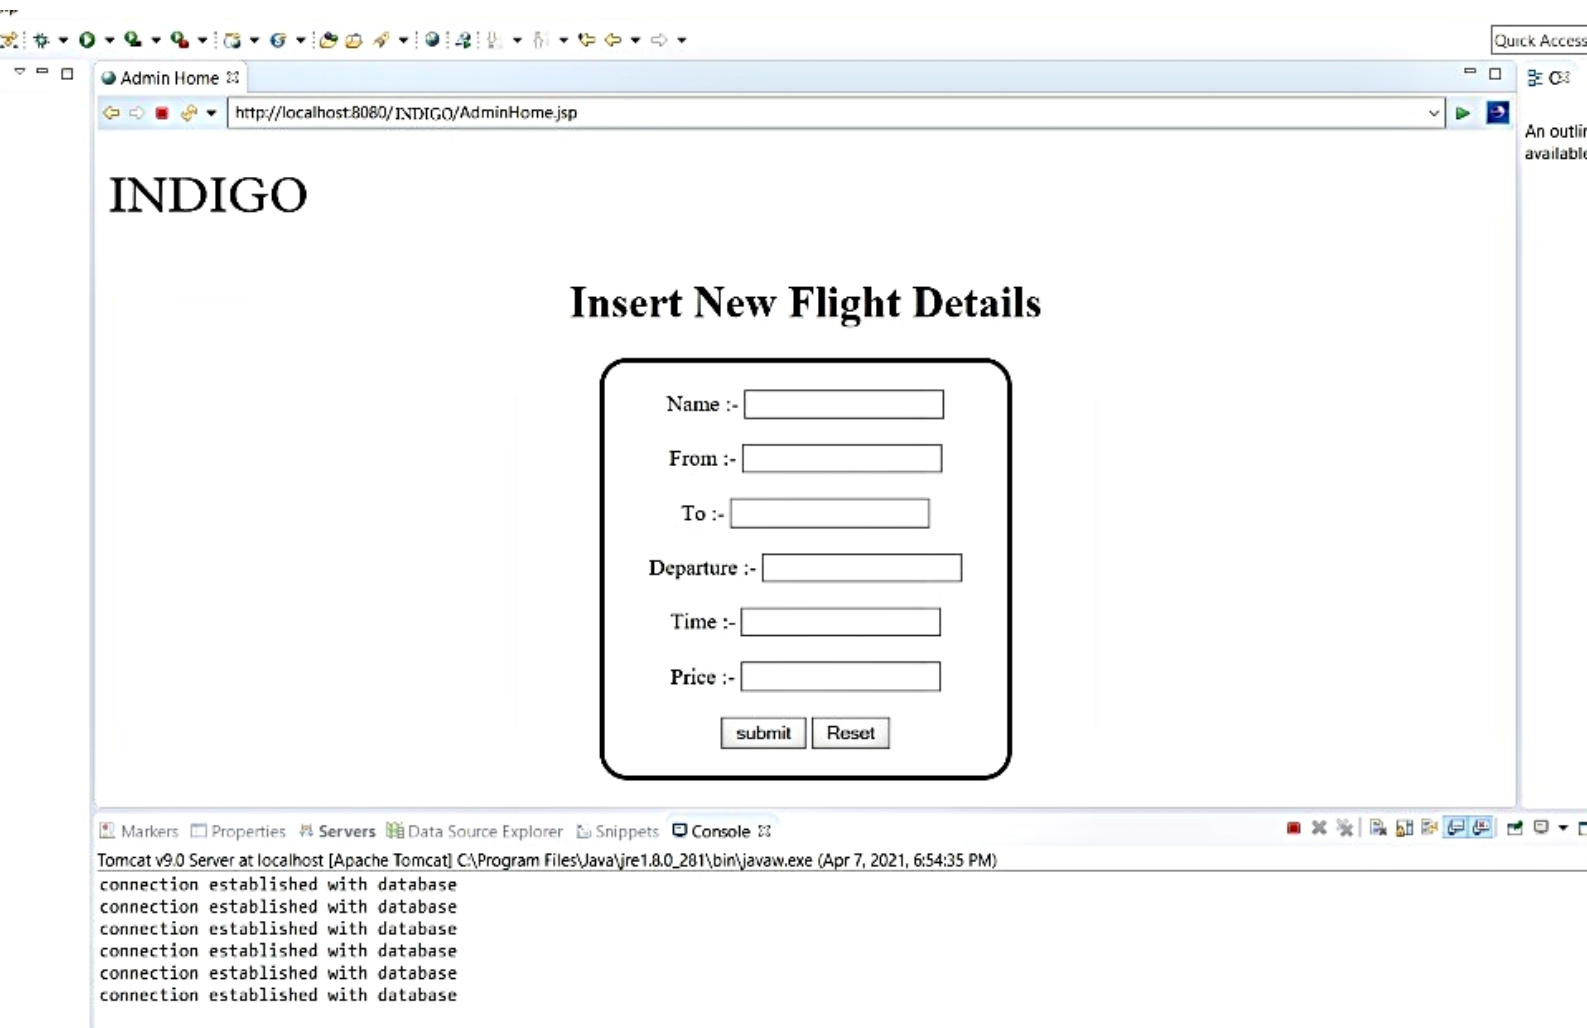 Quick Access
Admin Home
http://localhost:8080/INDIGO/AdminHome.jsp
An outlin
available
INDIGO
Insert New Flight Details
Name :-
From :-
To :-
Departure :-
Time :-
Price :-
submit Reset
Markers Properties Servers Data Source Explorer Snippets Console
Tomcat v9.0 Server at localhost [Apache Tomcat] C:\Program Files\Java\jre1.8.0_281\bin\javaw.exe (Apr 7, 2021, 6:54:35 PM)
connection established with database
connection established with database
connection established with database
connection established with database
connection established with database
connection established with database